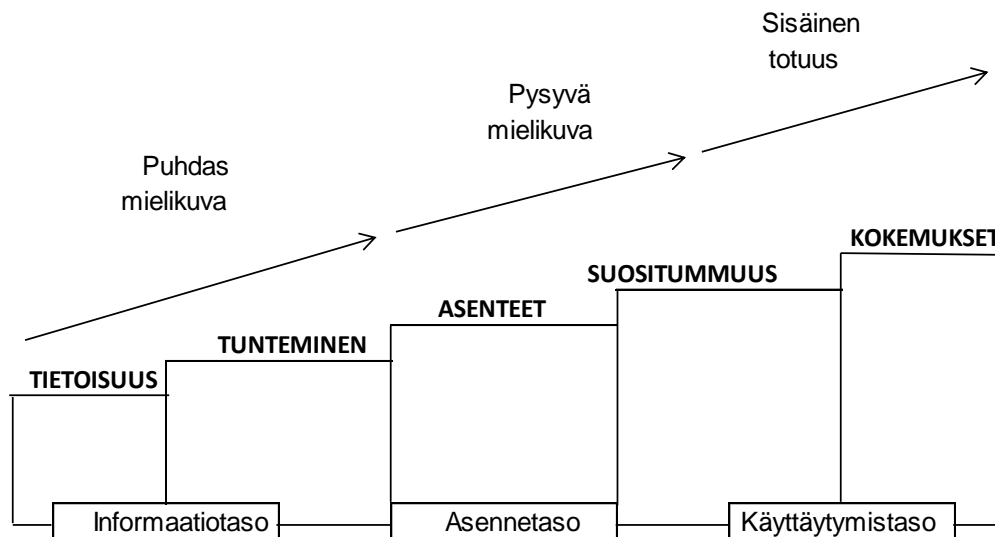 Sisäinen
totuus
Pysyvä
mielikuva
Puhdas
mielikuva
KOKEMUKSET
SUOSITUMMUUS
ASENTEET
TUNTEMINEN
TIETOISUUS
Informaatiotaso
Asennetaso
Käyttäytymistaso